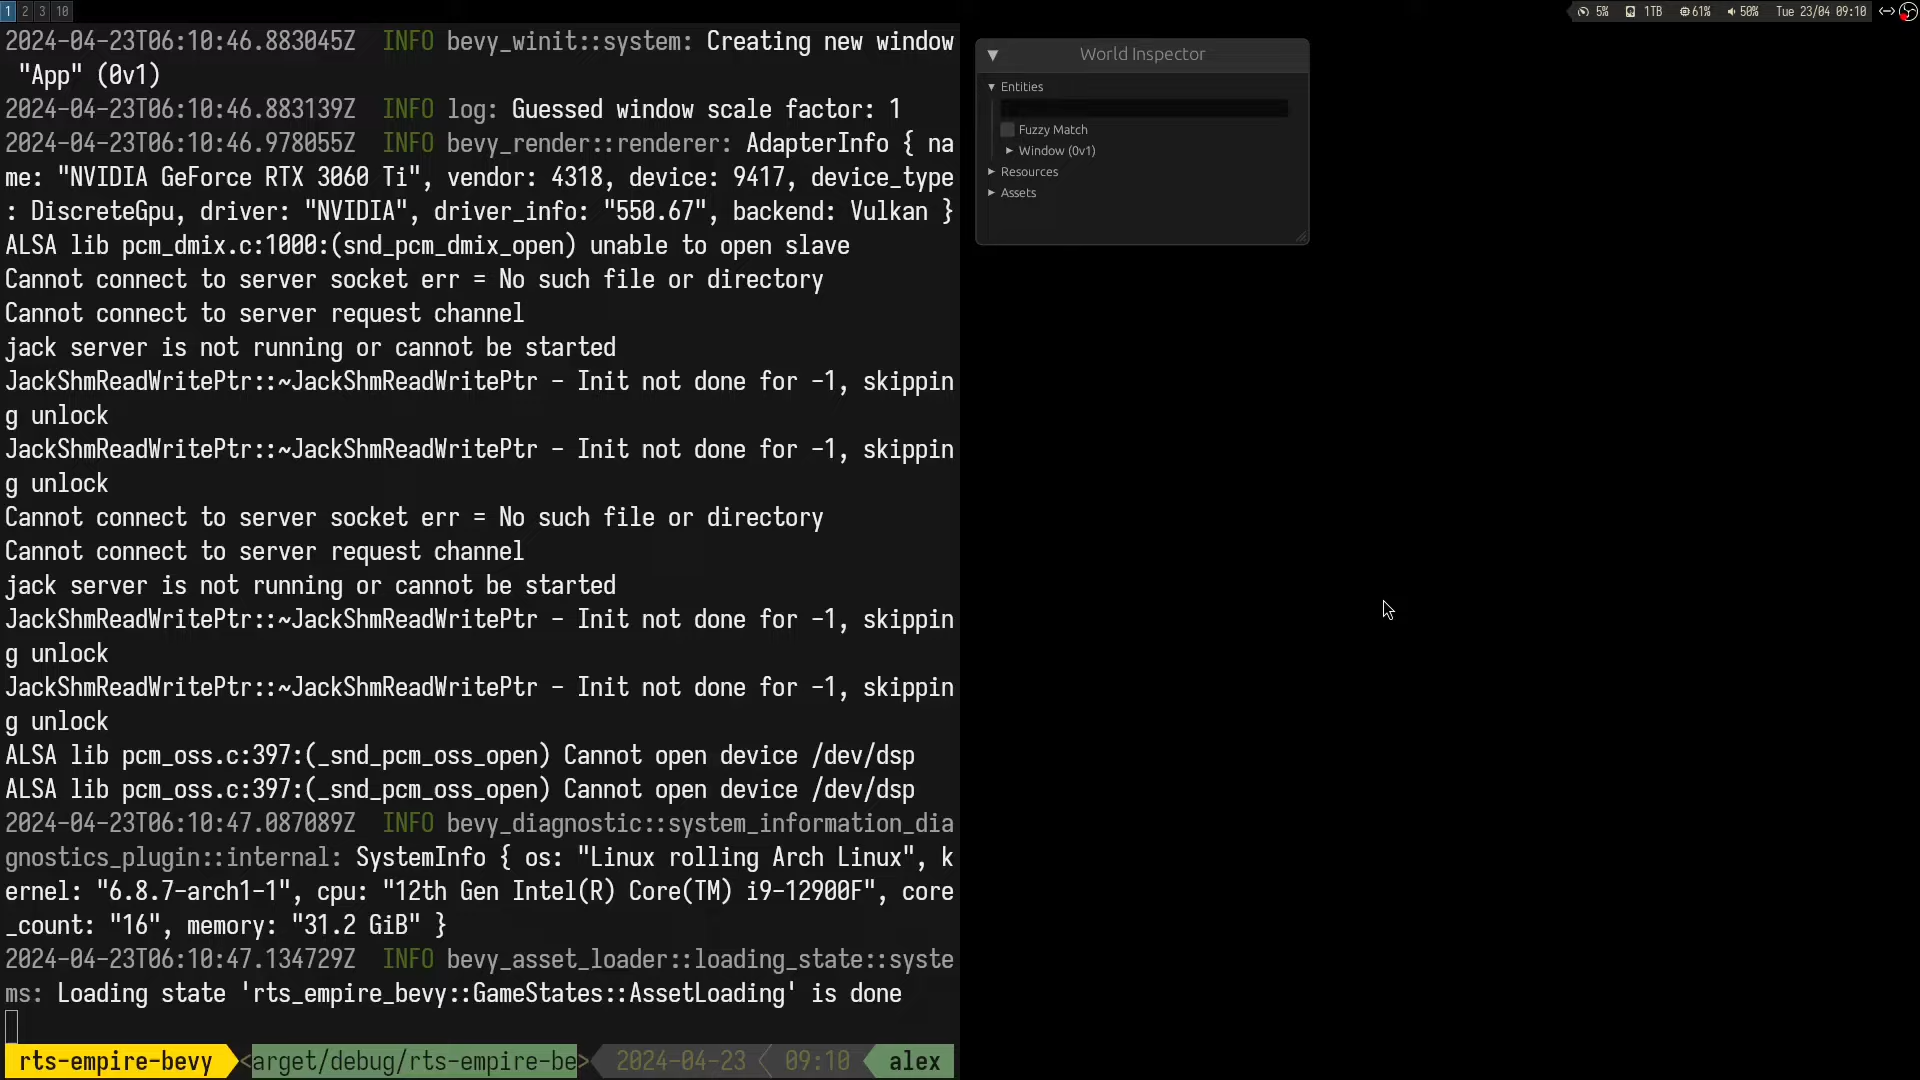 1 2 3 10
5% 1TB 61% 50% Tue 23/04 09:10
2024-04-23T06:10:46.883045Z  INFO bevy_winit::system: Creating new window
"App" (0v1)
2024-04-23T06:10:46.883139Z  INFO log: Guessed window scale factor: 1
2024-04-23T06:10:46.978055Z  INFO bevy_render::renderer: AdapterInfo { na
me: "NVIDIA GeForce RTX 3060 Ti", vendor: 4318, device: 9417, device_type
: DiscreteGpu, driver: "NVIDIA", driver_info: "550.67", backend: Vulkan }
ALSA lib pcm_dmix.c:1000:(snd_pcm_dmix_open) unable to open slave
Cannot connect to server socket err = No such file or directory
Cannot connect to server request channel
jack server is not running or cannot be started
JackShmReadWritePtr::~JackShmReadWritePtr - Init not done for -1, skippin
g unlock
JackShmReadWritePtr::~JackShmReadWritePtr - Init not done for -1, skippin
g unlock
Cannot connect to server socket err = No such file or directory
Cannot connect to server request channel
jack server is not running or cannot be started
JackShmReadWritePtr::~JackShmReadWritePtr - Init not done for -1, skippin
g unlock
JackShmReadWritePtr::~JackShmReadWritePtr - Init not done for -1, skippin
g unlock
ALSA lib pcm_oss.c:397:(_snd_pcm_oss_open) Cannot open device /dev/dsp
ALSA lib pcm_oss.c:397:(_snd_pcm_oss_open) Cannot open device /dev/dsp
2024-04-23T06:10:47.087089Z  INFO bevy_diagnostic::system_information_dia
gnostics_plugin::internal: SystemInfo { os: "Linux rolling Arch Linux", k
ernel: "6.8.7-arch1-1", cpu: "12th Gen Intel(R) Core(TM) i9-12900F", core
_count: "16", memory: "31.2 GiB" }
2024-04-23T06:10:47.134729Z  INFO bevy_asset_loader::loading_state::syste
ms: Loading state 'rts_empire_bevy::GameStates::AssetLoading' is done
rts-empire-bevy <arget/debug/rts-empire-be> 2024-04-23 09:10 alex
World Inspector
Entities
Fuzzy Match
Window (0v1)
Resources
Assets